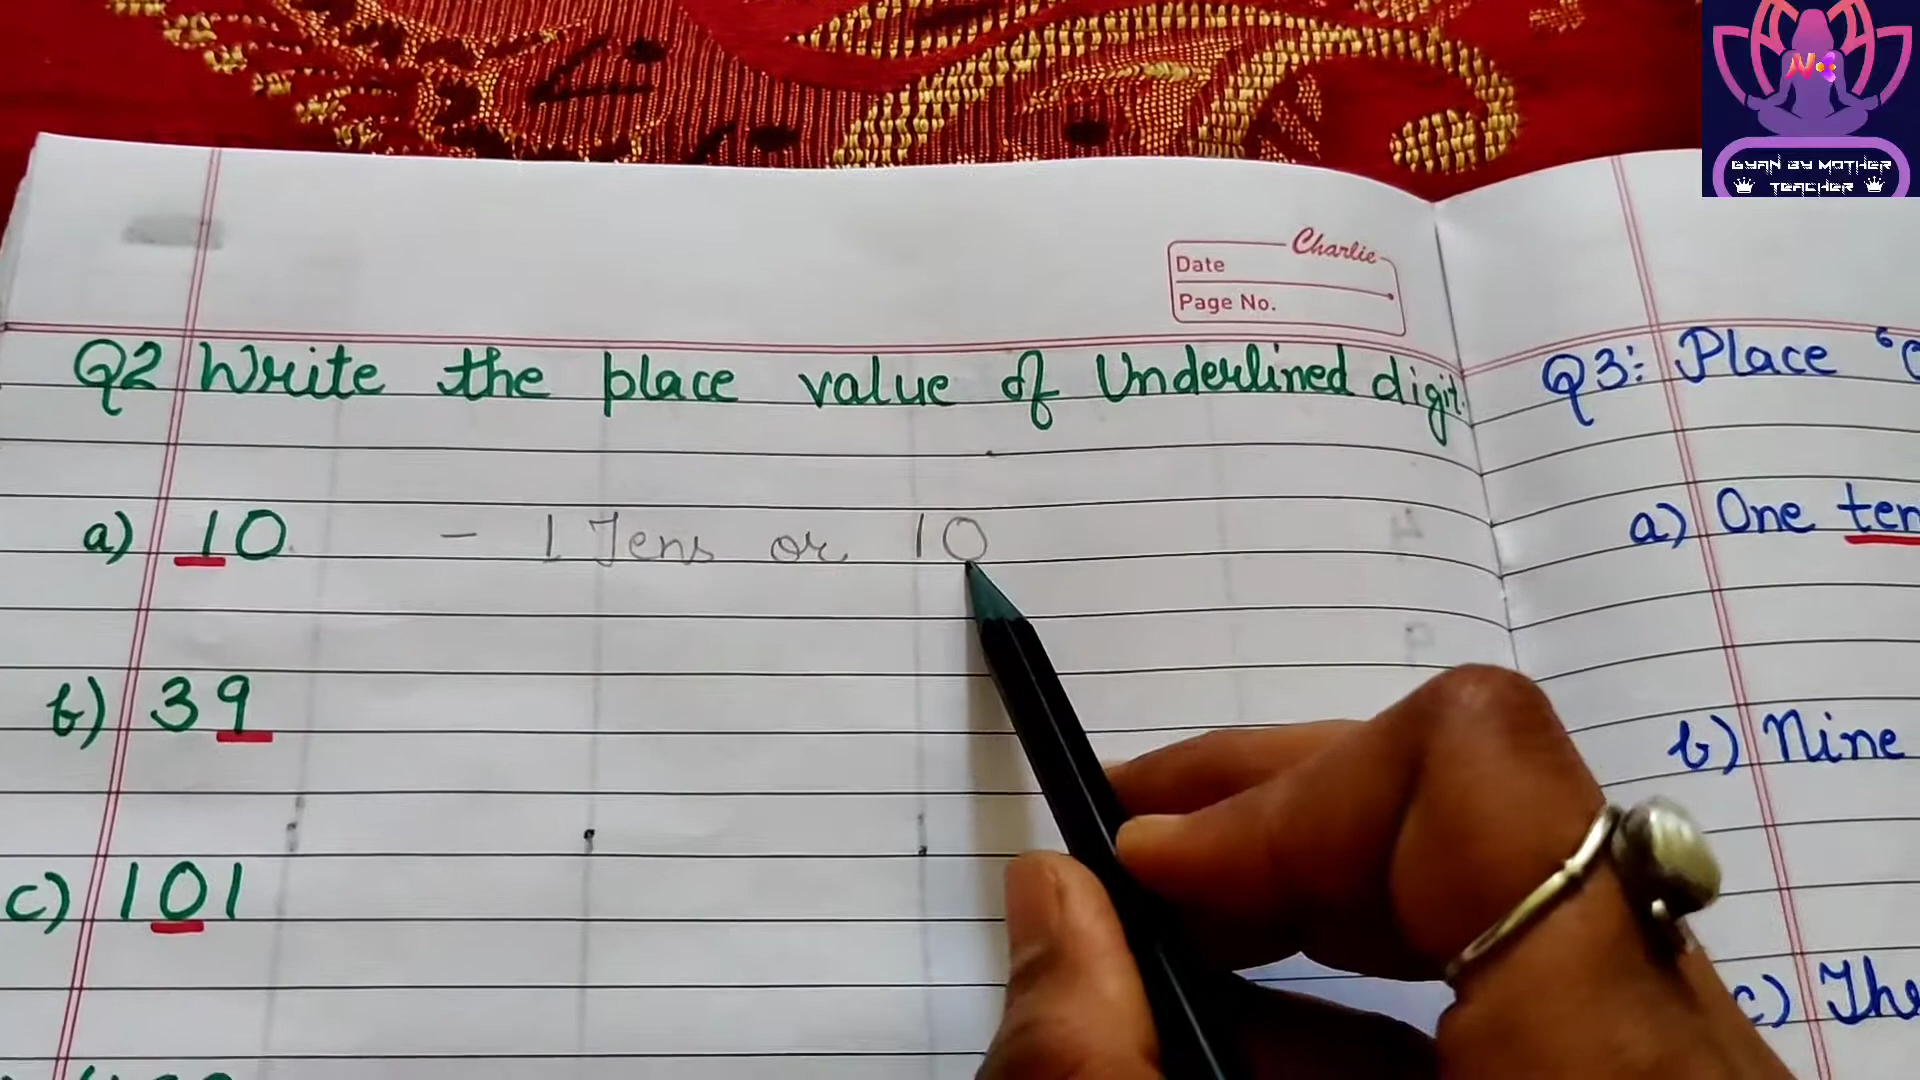 GYAN BY MOTHER
TEACHER
Charlie
Date
Page No.
Q2 Write the place value of Underlined digit.
a) 10 - 1 Tens or 10
b) 39
c) 101
Q3: Place
a) One ten
b) Nine
c) The